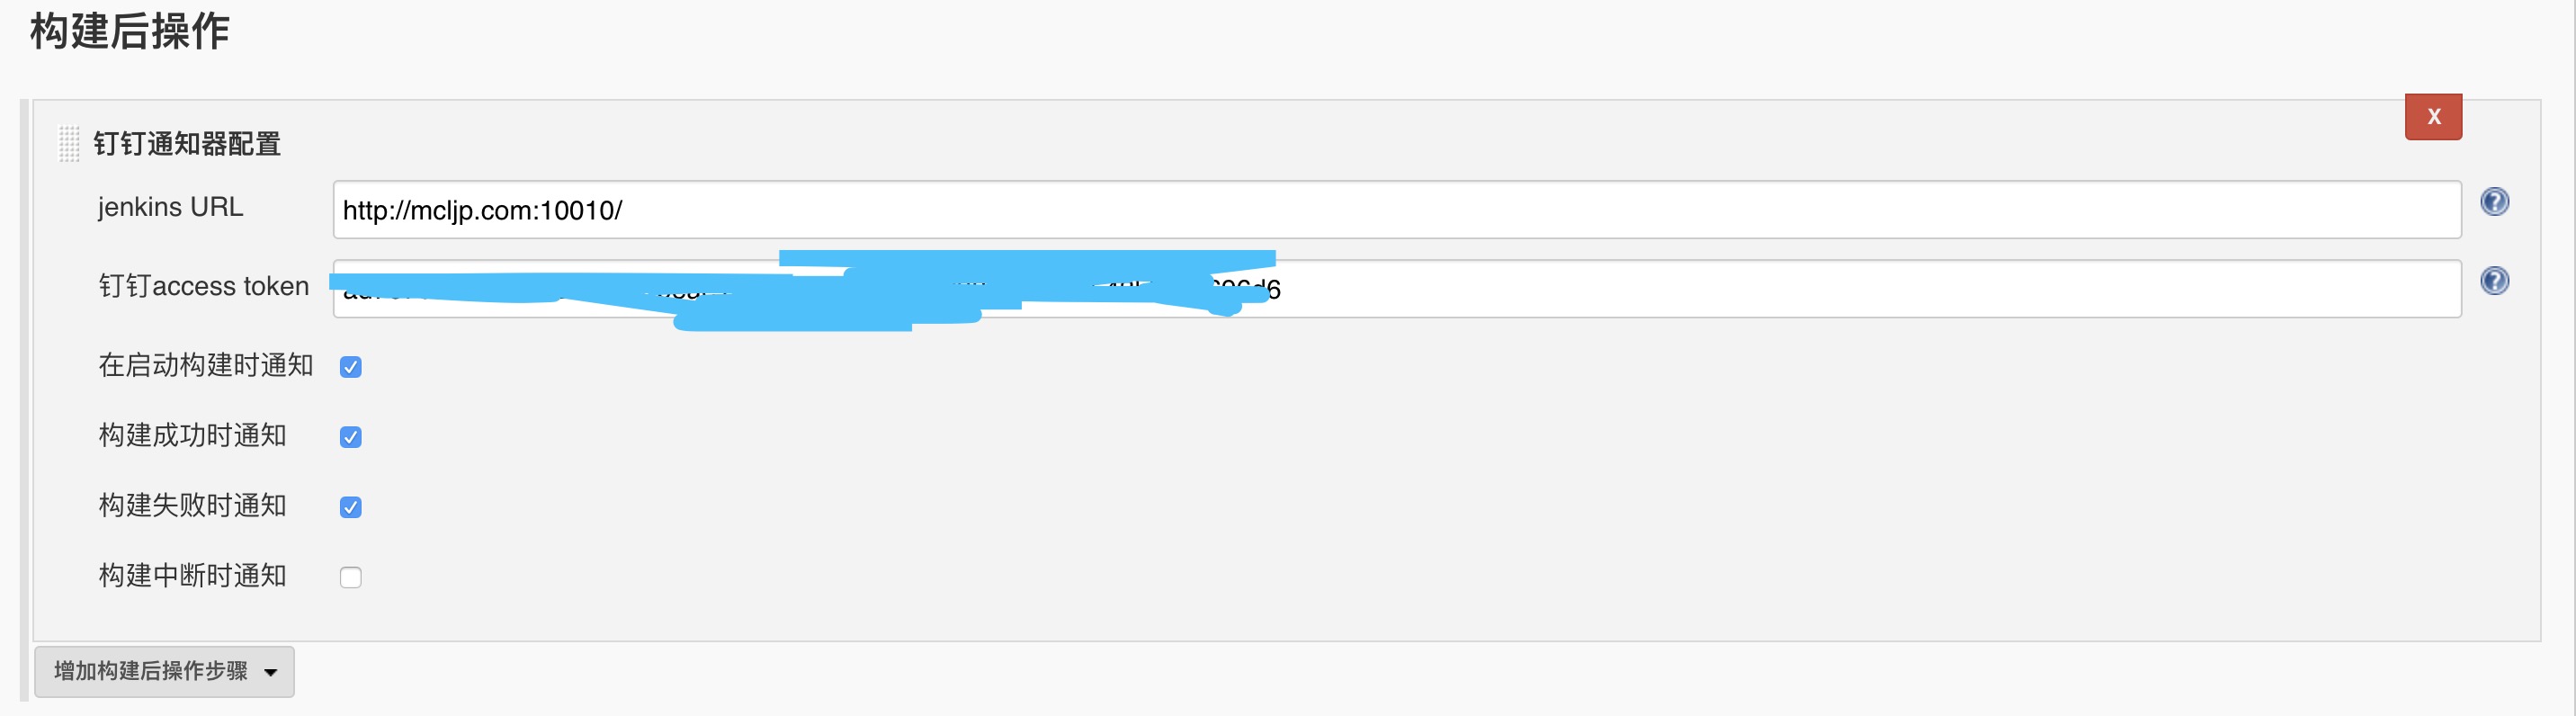 构建后操作
X
钉钉通知器配置
jenkins URL
http://mcljp.com:10010/
钉钉access token
在启动构建时通知
构建成功时通知
构建失败时通知
构建中断时通知
增加构建后操作步骤